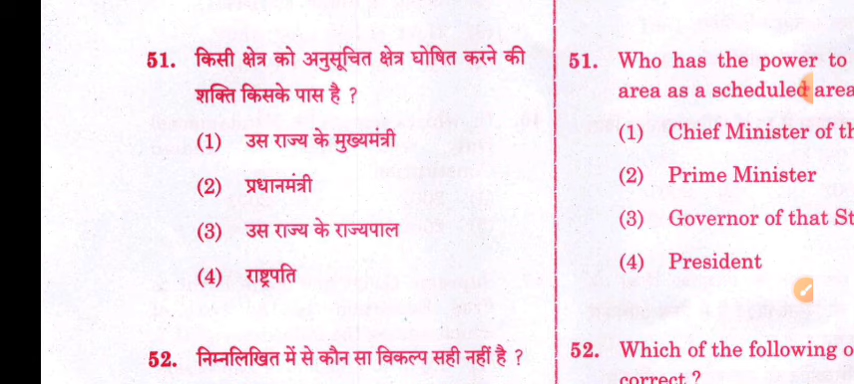 51. किसी क्षेत्र को अनुसूचित क्षेत्र घोषित करने की
शक्ति किसके पास है ?
(1) उस राज्य के मुख्यमंत्री
(2) प्रधानमंत्री
(3) उस राज्य के राज्यपाल
(4) राष्ट्रपति
52. निम्नलिखित में से कौन सा विकल्प सही नहीं है ?
51. Who has the power to
area as a scheduled area
(1) Chief Minister of th
(2) Prime Minister
(3) Governor of that St
(4) President
52. Which of the following o
correct ?